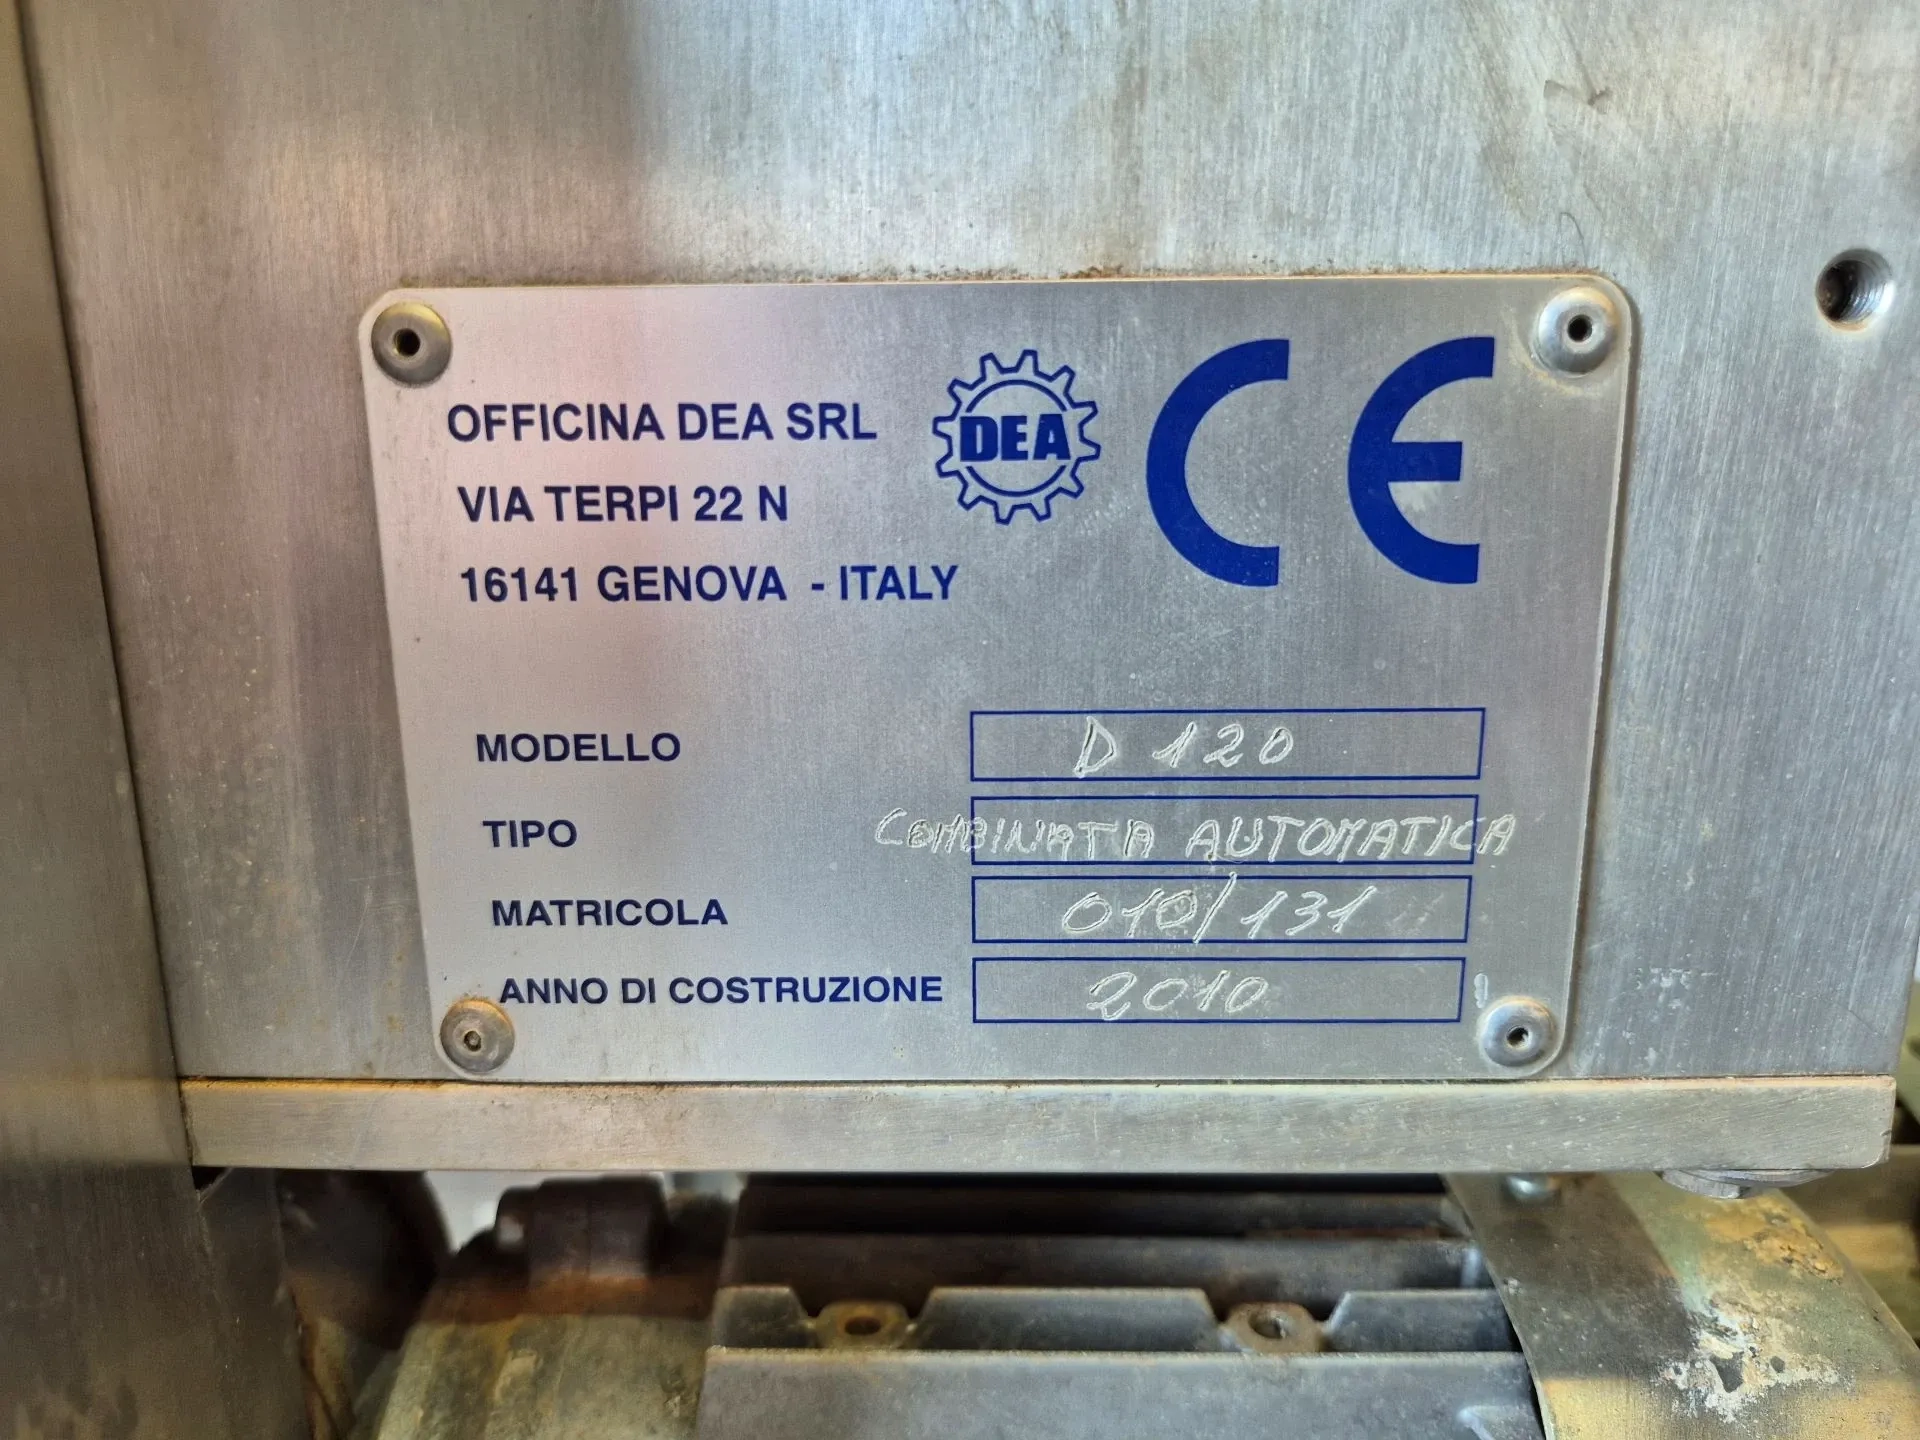 OFFICINA DEA SRL
DEA
CE
VIA TERPI 22 N
16141 GENOVA - ITALY
MODELLO D 120
TIPO COMBINATA AUTOMATICA
MATRICOLA 010/131
ANNO DI COSTRUZIONE 2010